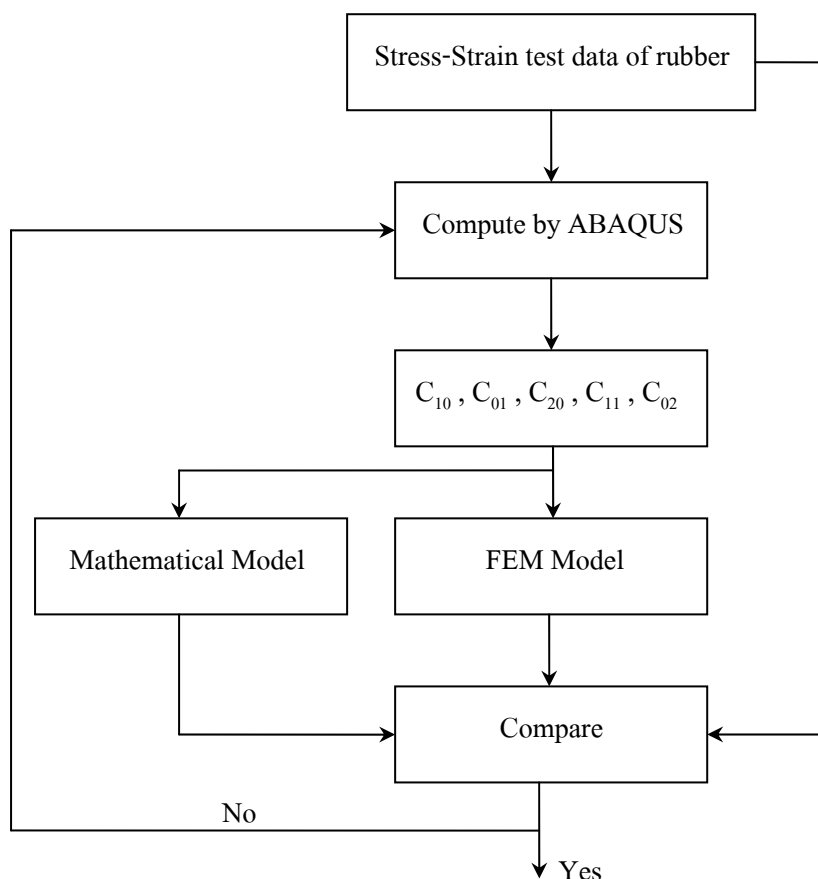 Stress-Strain test data of rubber
Compute by ABAQUS
C₁₀ , C₀₁ , C₂₀ , C₁₁ , C₀₂
Mathematical Model
FEM Model
Compare
No
Yes